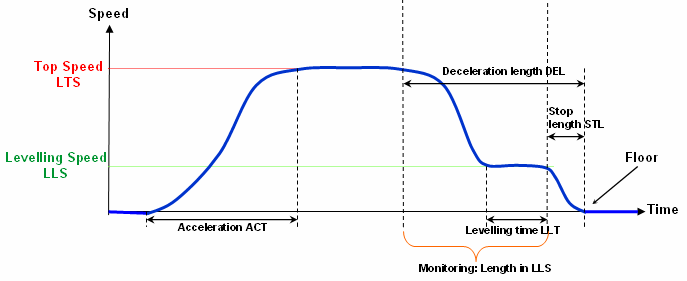 Speed
Top Speed
LTS
Deceleration length DEL
Stop
length STL
Levelling Speed
LLS
Floor
Time
Acceleration ACT
Levelling time LLT
Monitoring: Length in LLS